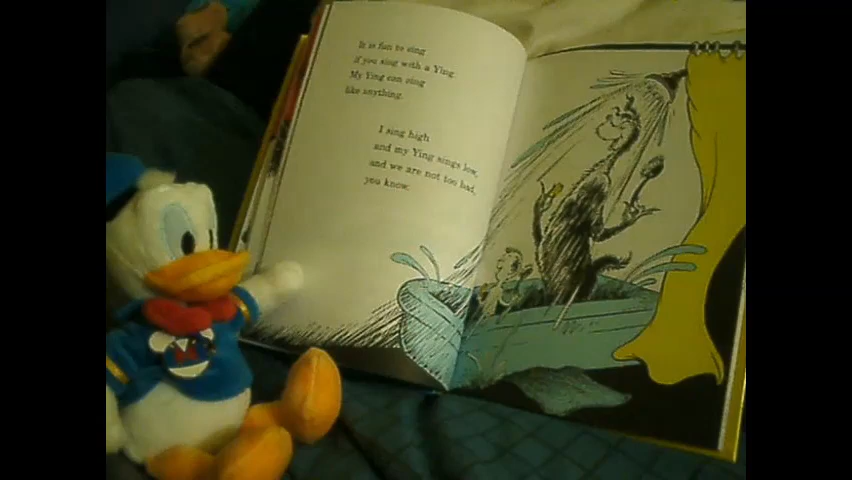 It is fun to sing
if you sing with a Ying.
My Ying can sing
like anything.
I sing high
and my Ying sings low,
and we are not too bad,
you know.